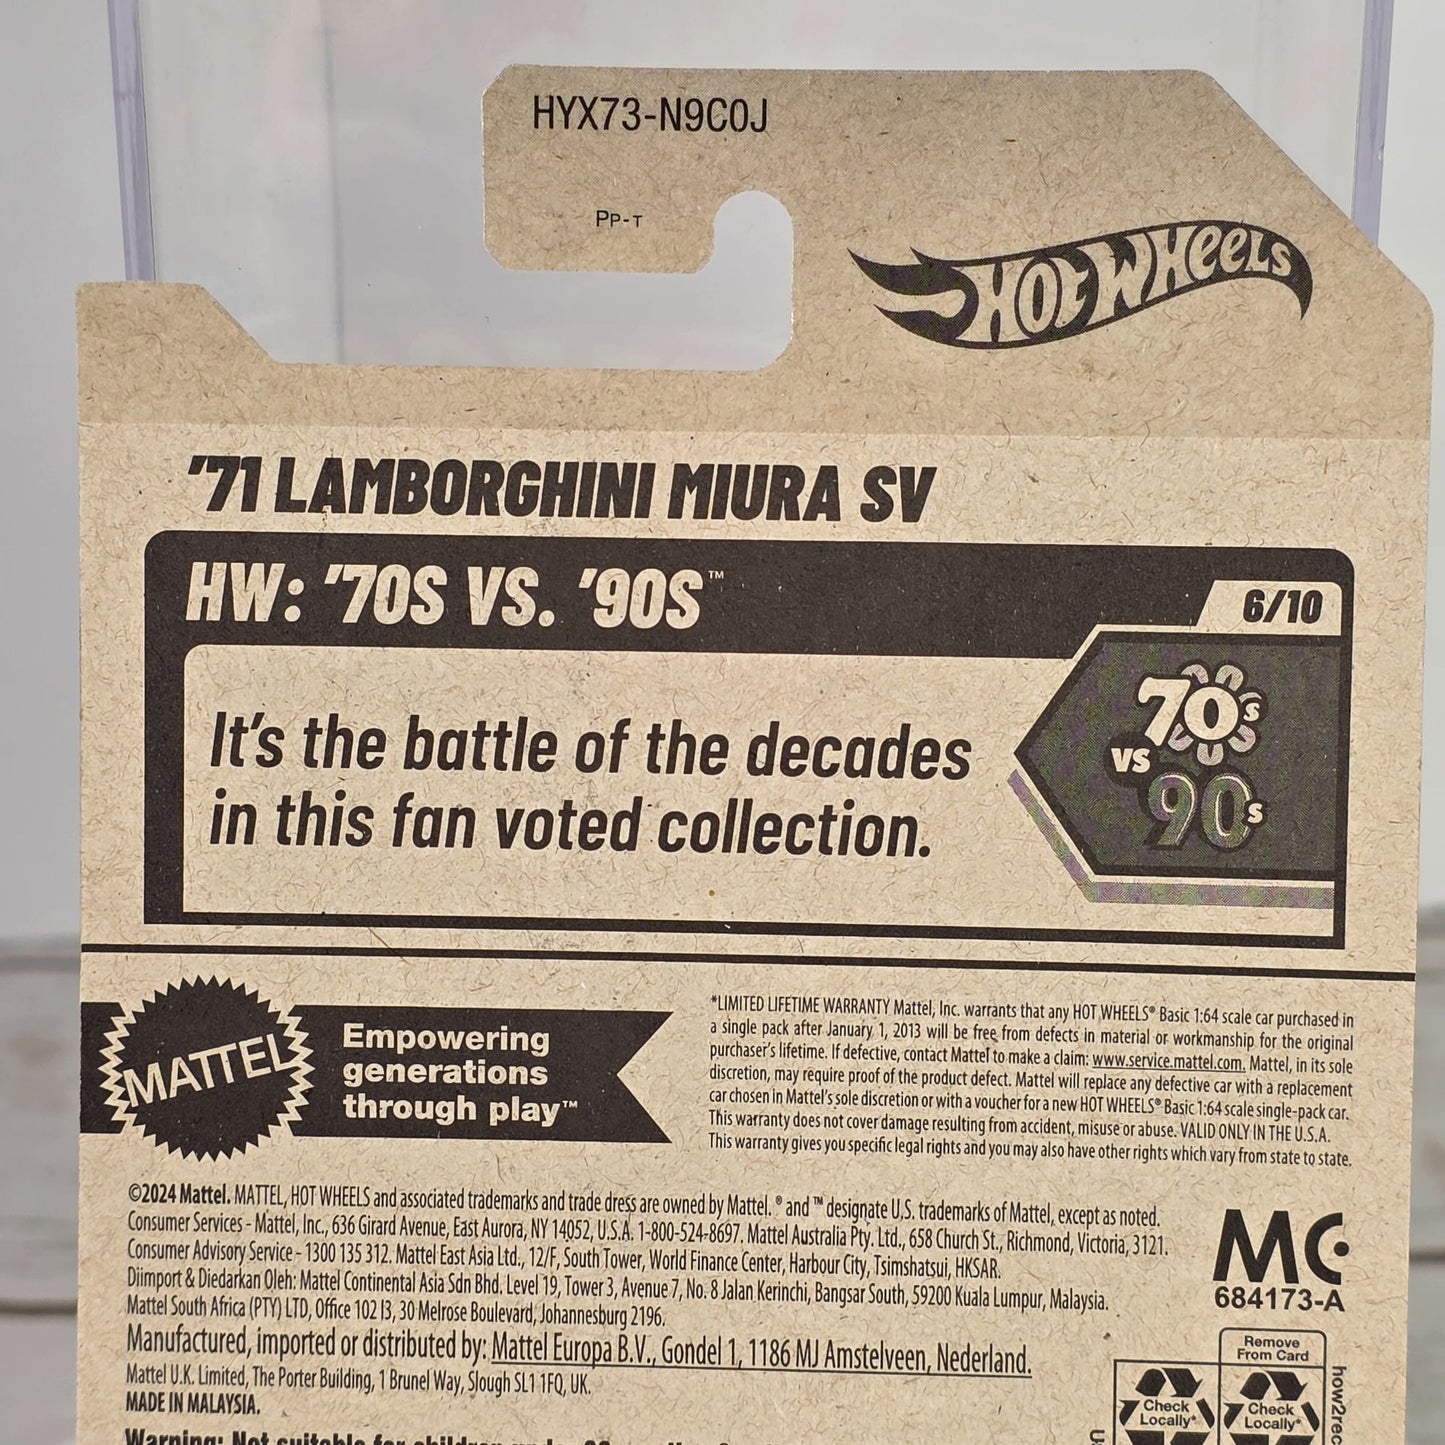 HYX73-N9C0J
PP-T
HOT WHEELS
'71 LAMBORGHINI MIURA SV
HW: '70S VS. '90S™
6/10
It's the battle of the decades
in this fan voted collection.
70s
vs
90s
MATTEL
Empowering
generations
through play™
*LIMITED LIFETIME WARRANTY Mattel, Inc. warrants that any HOT WHEELS® Basic 1:64 scale car purchased in
a single pack after January 1, 2013 will be free from defects in material or workmanship for the original
purchaser's lifetime. If defective, contact Mattel to make a claim: www.service.mattel.com. Mattel, in its sole
discretion, may require proof of the product defect. Mattel will replace any defective car with a replacement
car chosen in Mattel's sole discretion or with a voucher for a new HOT WHEELS® Basic 1:64 scale single-pack car.
This warranty does not cover damage resulting from accident, misuse or abuse. VALID ONLY IN THE U.S.A.
This warranty gives you specific legal rights and you may also have other rights which vary from state to state.
©2024 Mattel. MATTEL, HOT WHEELS and associated trademarks and trade dress are owned by Mattel. ® and ™ designate U.S. trademarks of Mattel, except as noted.
Consumer Services - Mattel, Inc., 636 Girard Avenue, East Aurora, NY 14052, U.S.A. 1-800-524-8697. Mattel Australia Pty. Ltd., 658 Church St., Richmond, Victoria, 3121.
Consumer Advisory Service - 1300 135 312. Mattel East Asia Ltd., 12/F, South Tower, World Finance Center, Harbour City, Tsimshatsui, HKSAR.
Diimport & Diedarkan Oleh: Mattel Continental Asia Sdn Bhd. Level 19, Tower 3, Avenue 7, No. 8 Jalan Kerinchi, Bangsar South, 59200 Kuala Lumpur, Malaysia.
Mattel South Africa (PTY) LTD, Office 102 I3, 30 Melrose Boulevard, Johannesburg 2196.
Manufactured, imported or distributed by: Mattel Europa B.V., Gondel 1, 1186 MJ Amstelveen, Nederland.
Mattel U.K. Limited, The Porter Building, 1 Brunel Way, Slough SL1 1FQ, UK.
MADE IN MALAYSIA.
MC
684173-A
Remove
From Card
Check
Locally*
Check
Locally*
how2rec
Warning: Not suitable for children under